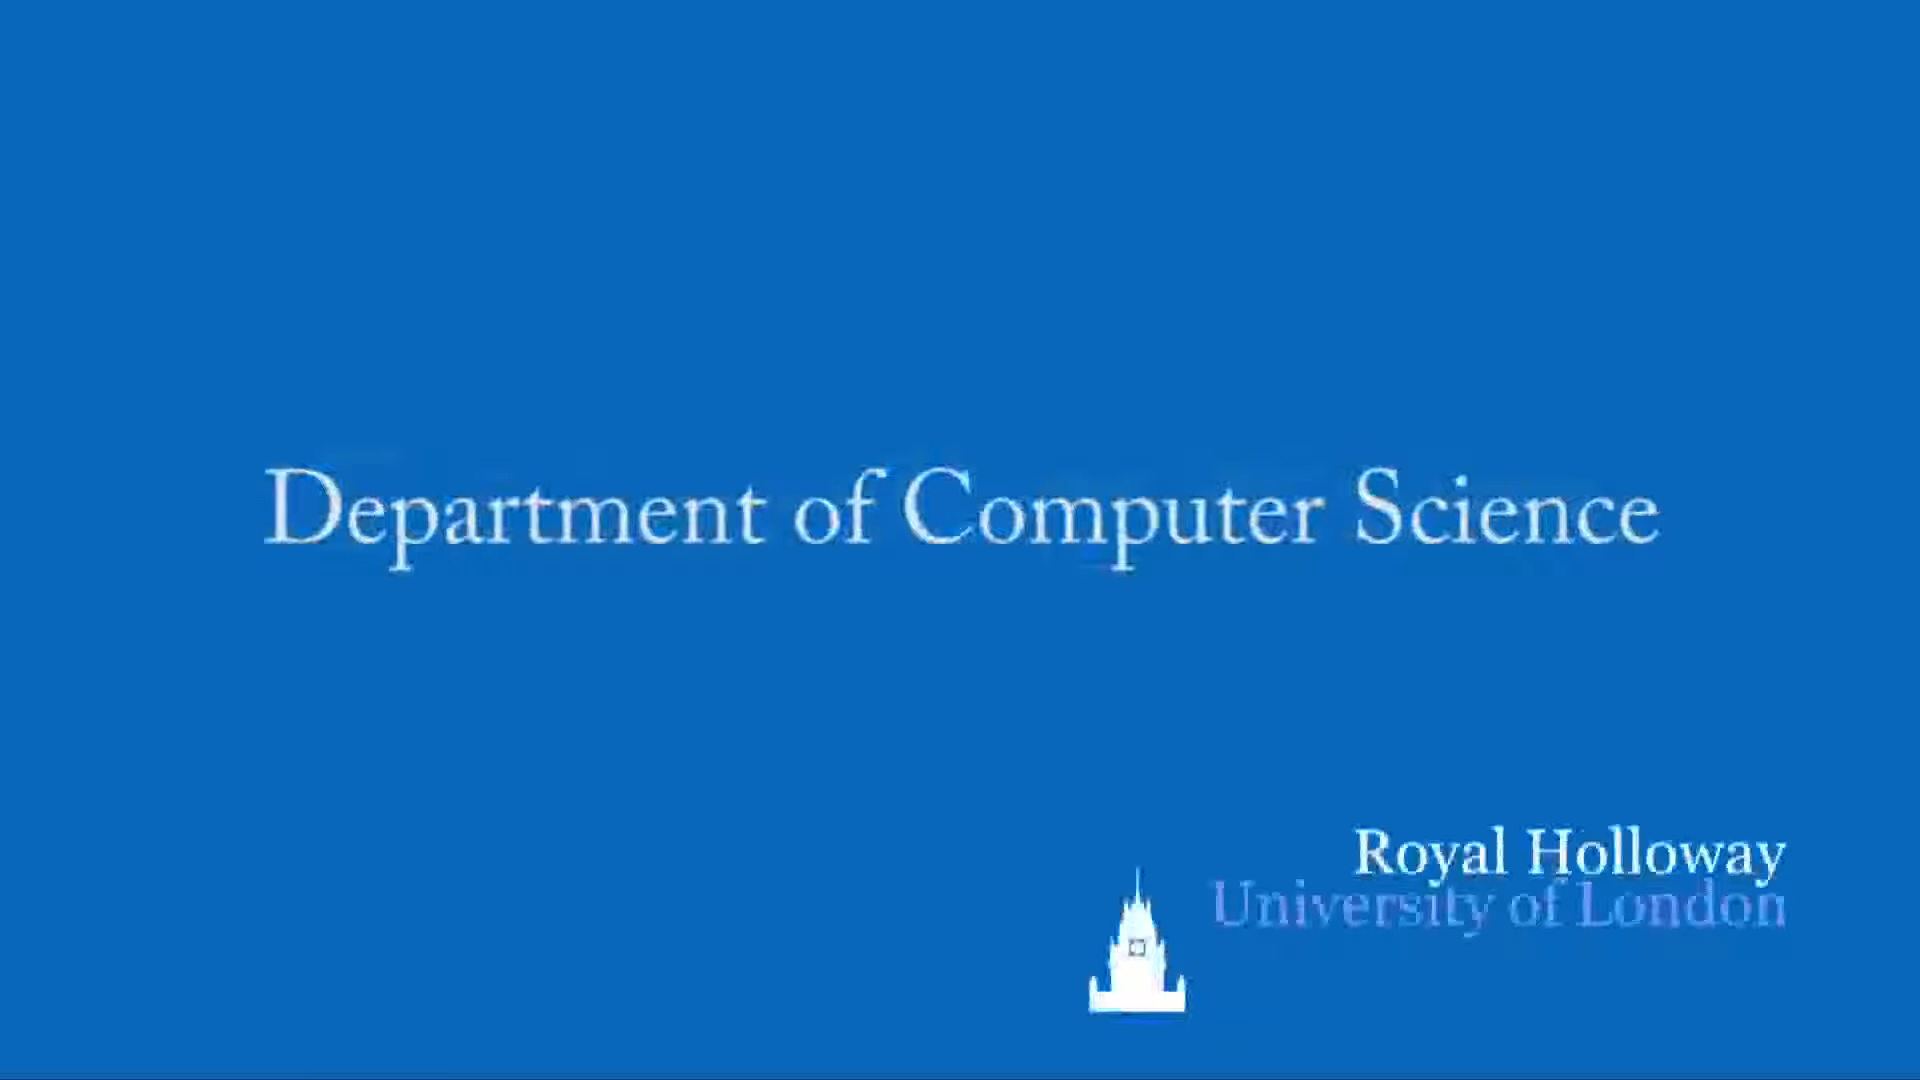 Department of Computer Science
Royal Holloway
University of London